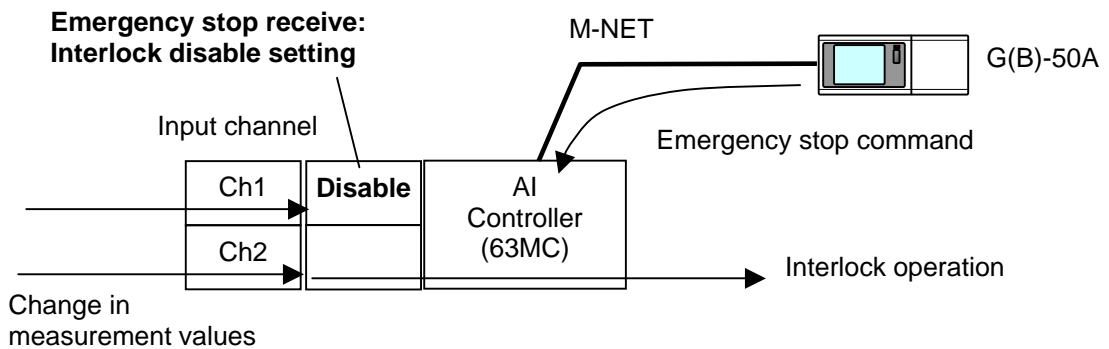 Emergency stop receive:
Interlock disable setting
M-NET
G(B)-50A
Input channel
Emergency stop command
Ch1
Disable
AI
Controller
(63MC)
Ch2
Interlock operation
Change in
measurement values